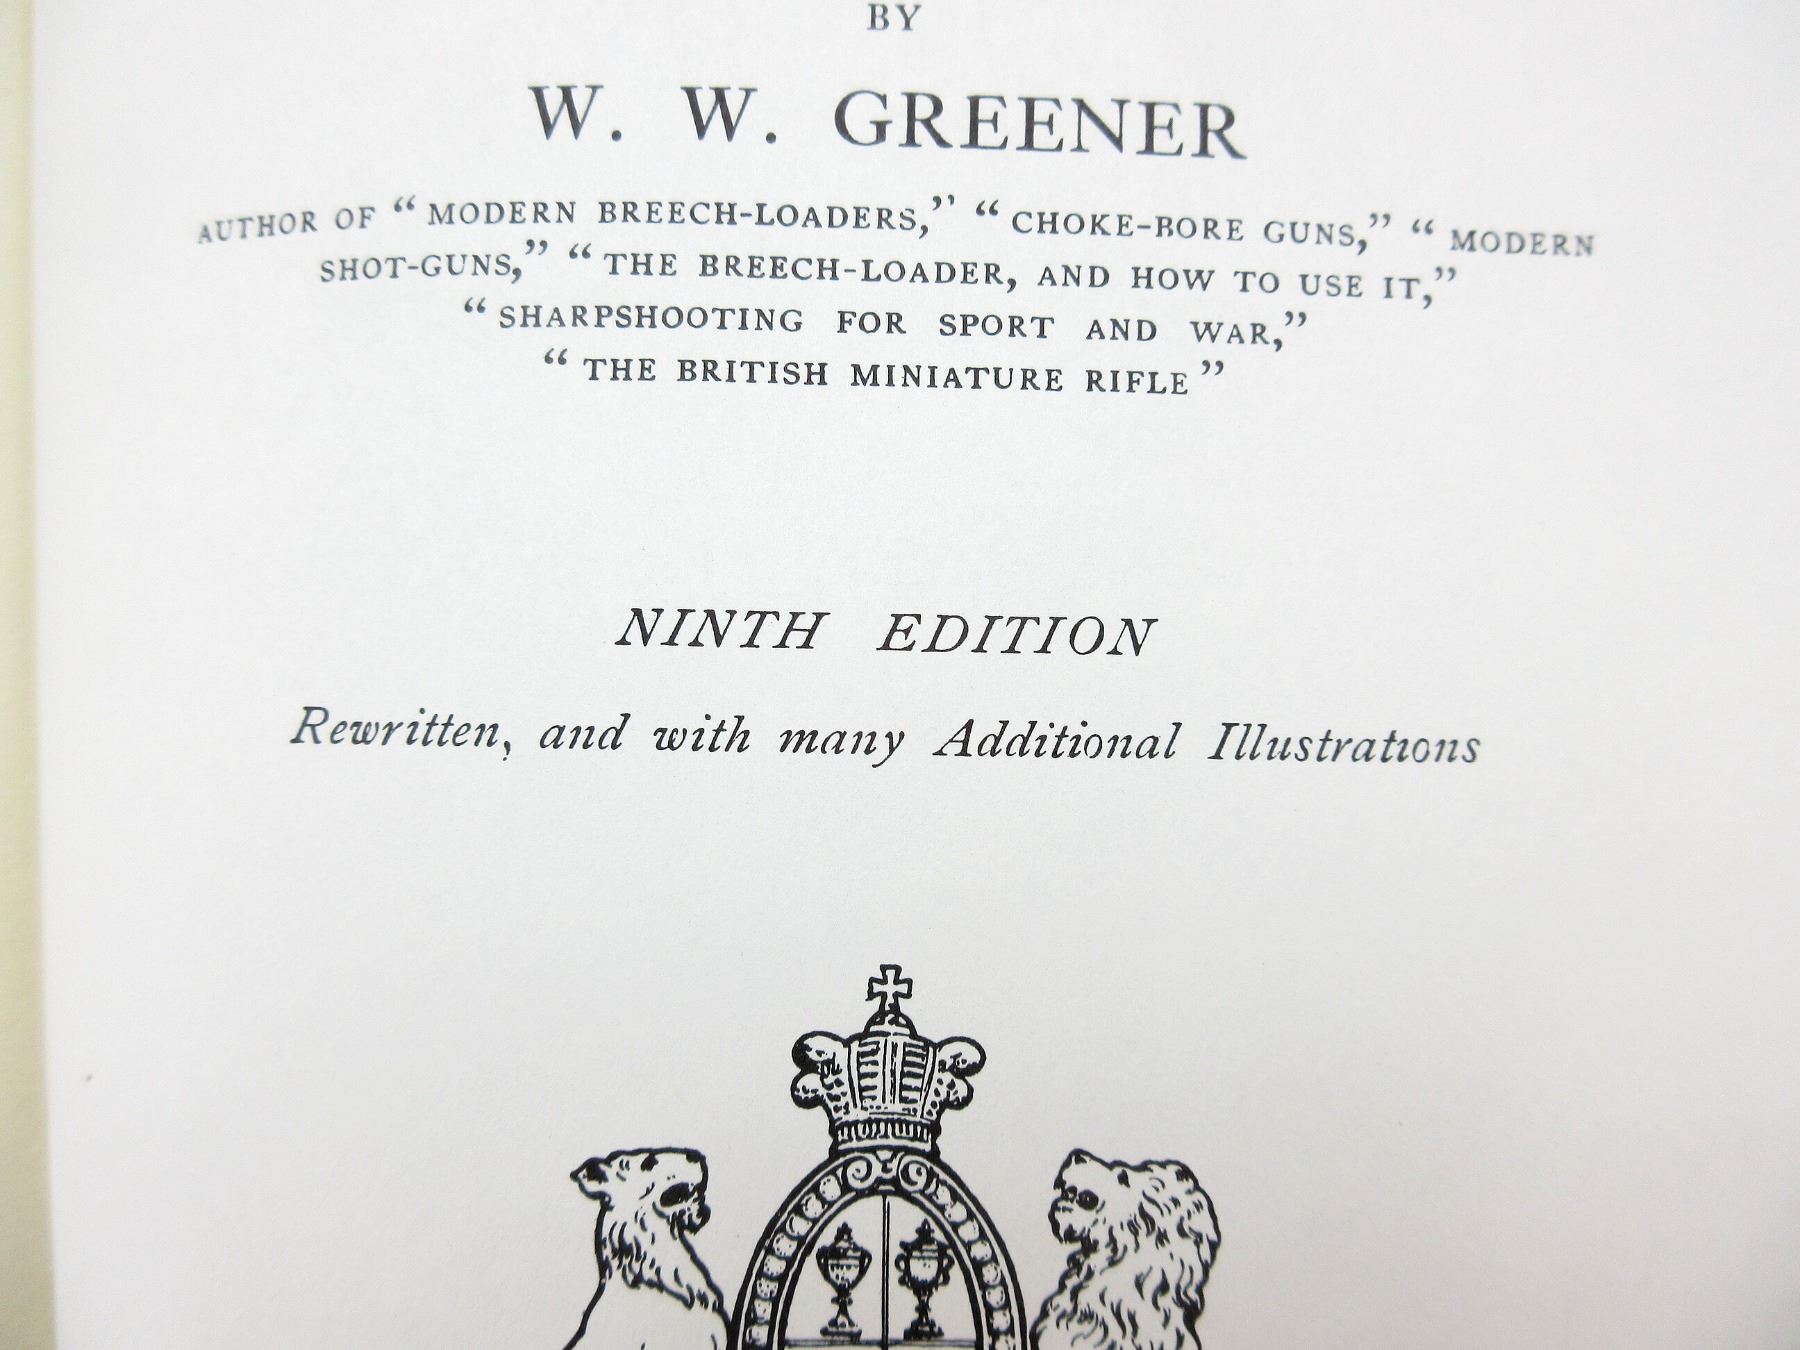 BY
W. W. GREENER
AUTHOR OF “ MODERN BREECH-LOADERS,” “ CHOKE-BORE GUNS,” “ MODERN
SHOT-GUNS,” “ THE BREECH-LOADER, AND HOW TO USE IT,”
“ SHARPSHOOTING FOR SPORT AND WAR,”
“ THE BRITISH MINIATURE RIFLE ”
NINTH EDITION
Rewritten, and with many Additional Illustrations